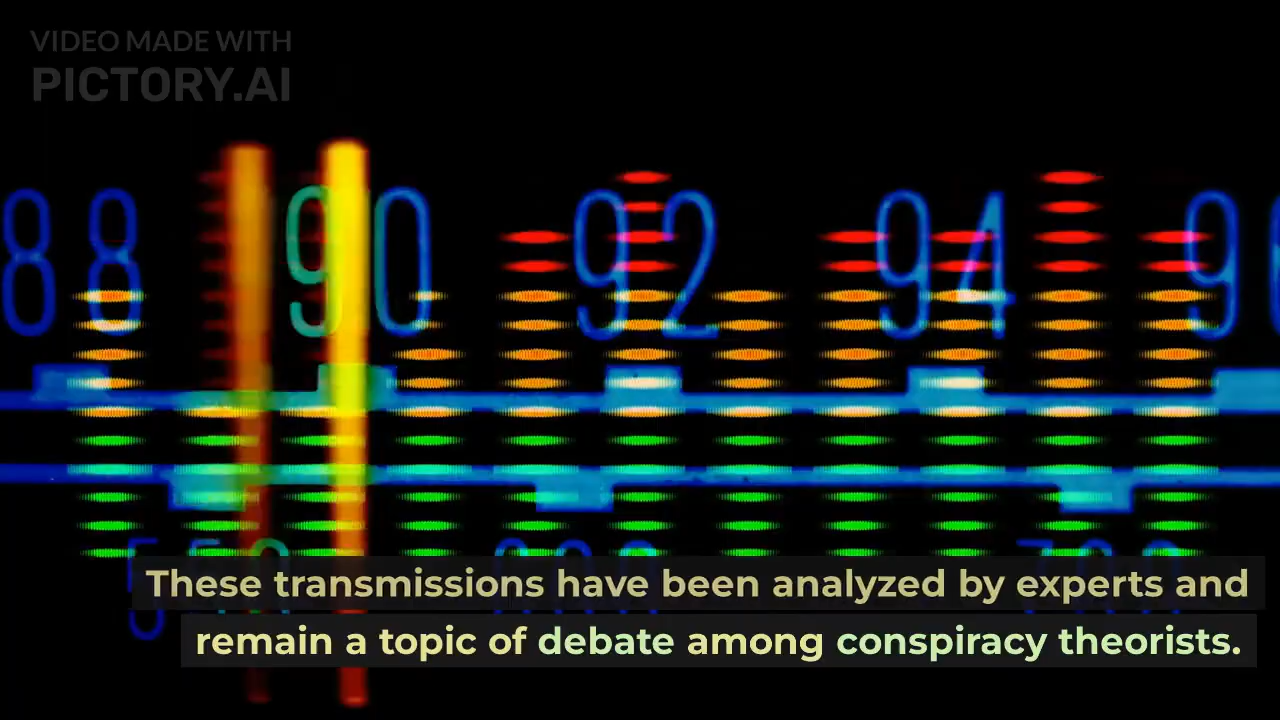 VIDEO MADE WITH
PICTORY.AI
88 90 92 94 96
These transmissions have been analyzed by experts and
remain a topic of debate among conspiracy theorists.